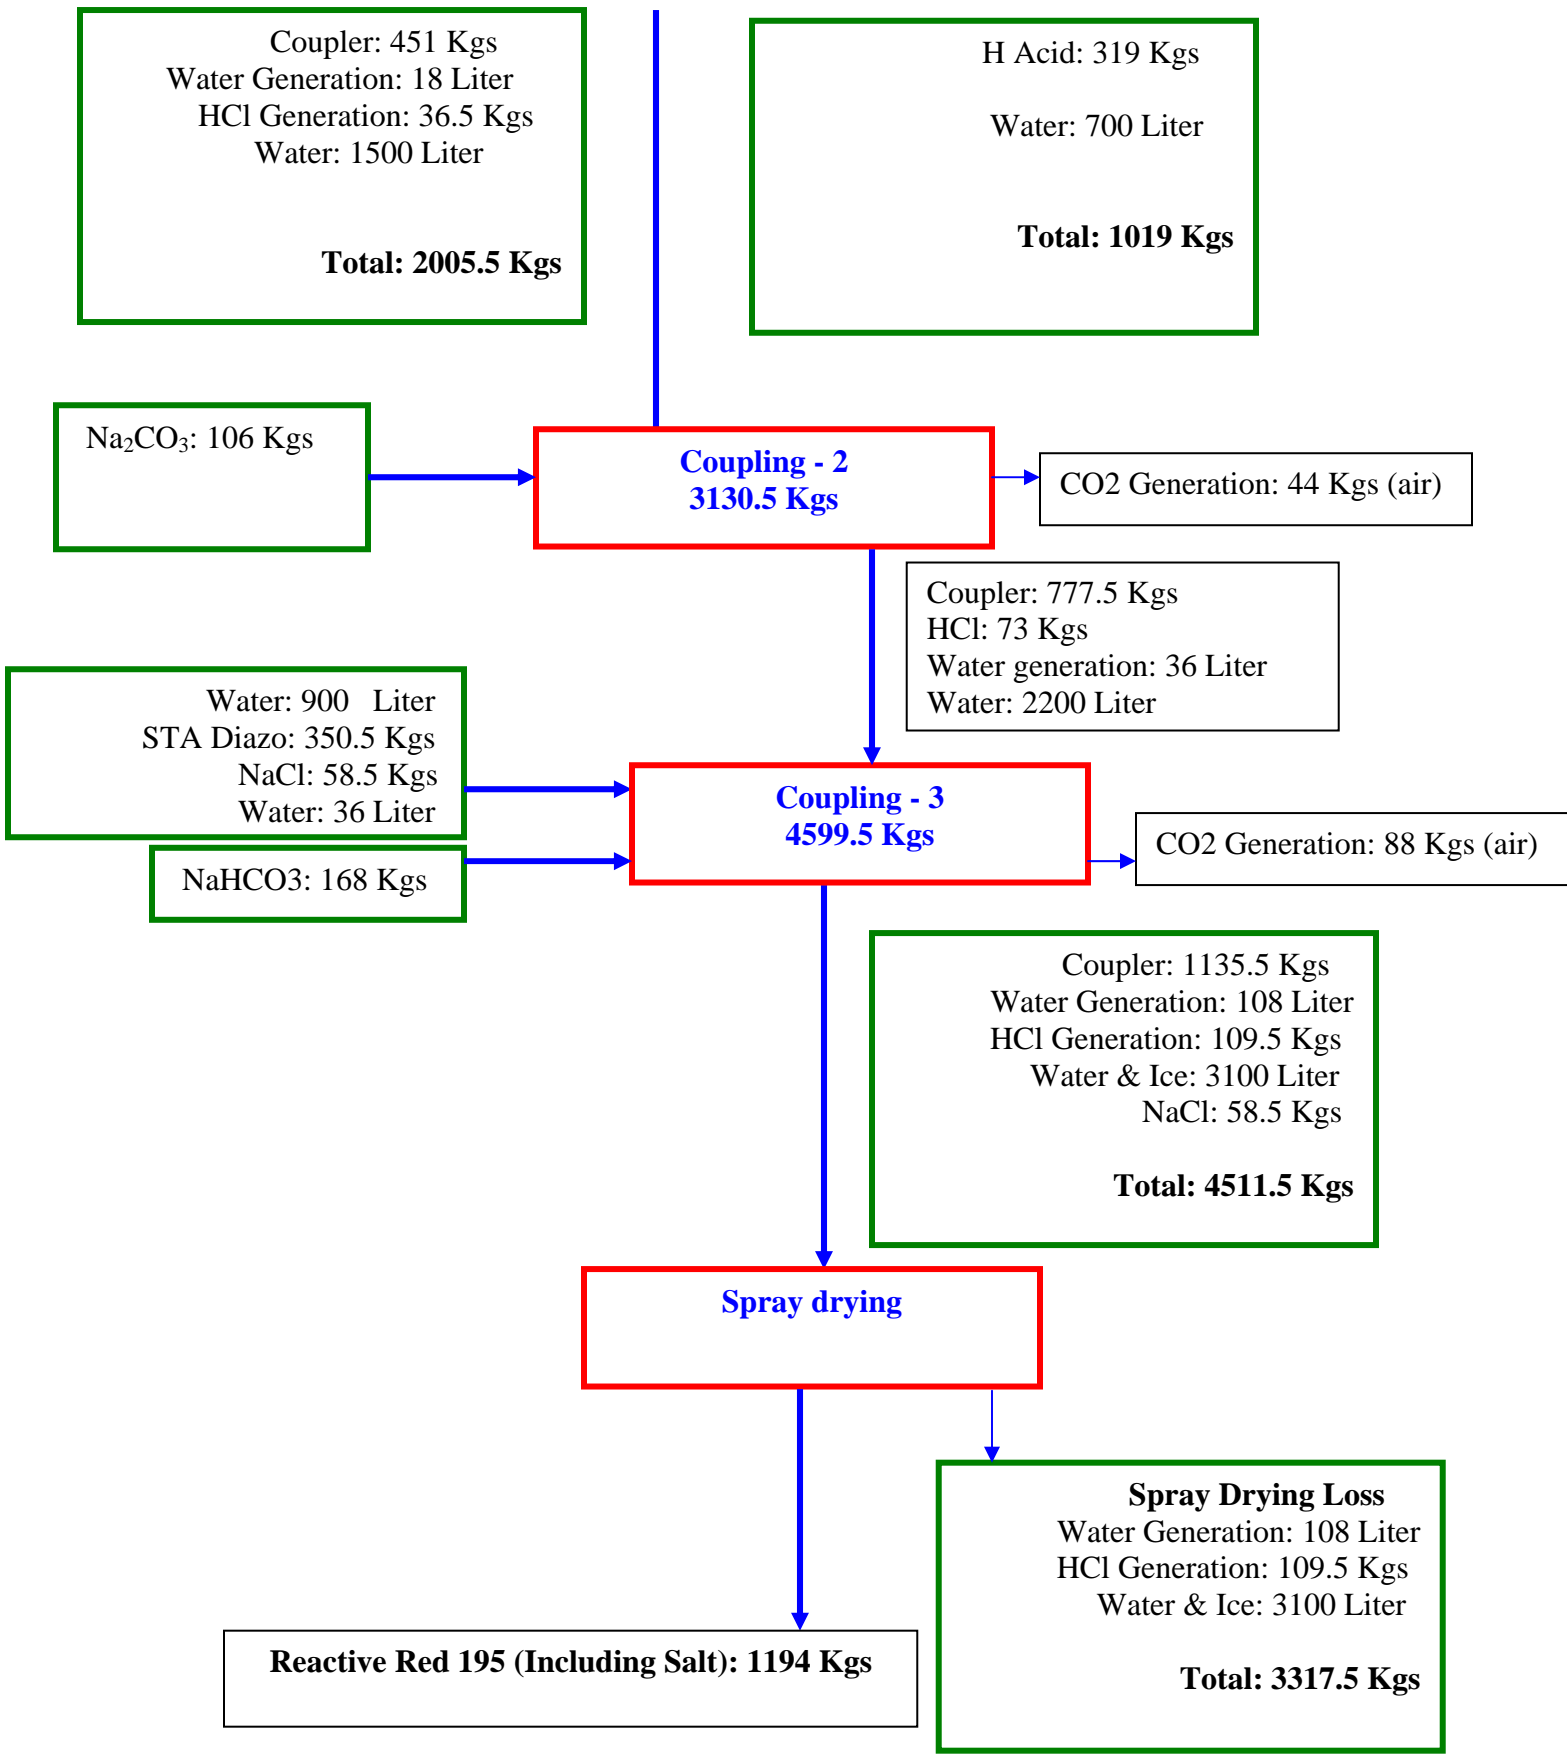 Coupler: 451 Kgs
Water Generation: 18 Liter
HCl Generation: 36.5 Kgs
Water: 1500 Liter
Total: 2005.5 Kgs
H Acid: 319 Kgs
Water: 700 Liter
Total: 1019 Kgs
Na₂CO₃: 106 Kgs
Coupling - 2
3130.5 Kgs
CO2 Generation: 44 Kgs (air)
Coupler: 777.5 Kgs
HCl: 73 Kgs
Water generation: 36 Liter
Water: 2200 Liter
Water: 900 Liter
STA Diazo: 350.5 Kgs
NaCl: 58.5 Kgs
Water: 36 Liter
NaHCO3: 168 Kgs
Coupling - 3
4599.5 Kgs
CO2 Generation: 88 Kgs (air)
Coupler: 1135.5 Kgs
Water Generation: 108 Liter
HCl Generation: 109.5 Kgs
Water & Ice: 3100 Liter
NaCl: 58.5 Kgs
Total: 4511.5 Kgs
Spray drying
Spray Drying Loss
Water Generation: 108 Liter
HCl Generation: 109.5 Kgs
Water & Ice: 3100 Liter
Total: 3317.5 Kgs
Reactive Red 195 (Including Salt): 1194 Kgs